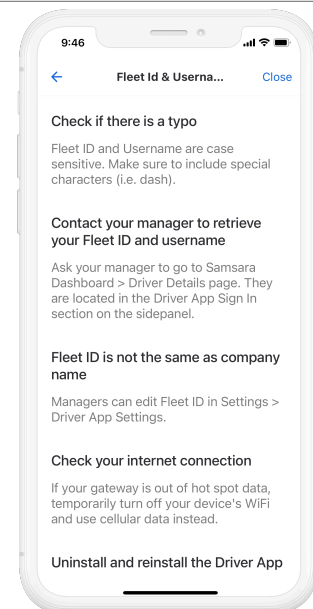 9:46
Fleet Id & Userna...
Close
Check if there is a typo
Fleet ID and Username are case
sensitive. Make sure to include special
characters (i.e. dash).
Contact your manager to retrieve
your Fleet ID and username
Ask your manager to go to Samsara
Dashboard > Driver Details page. They
are located in the Driver App Sign In
section on the sidepanel.
Fleet ID is not the same as company
name
Managers can edit Fleet ID in Settings >
Driver App Settings.
Check your internet connection
If your gateway is out of hot spot data,
temporarily turn off your device's WiFi
and use cellular data instead.
Uninstall and reinstall the Driver App